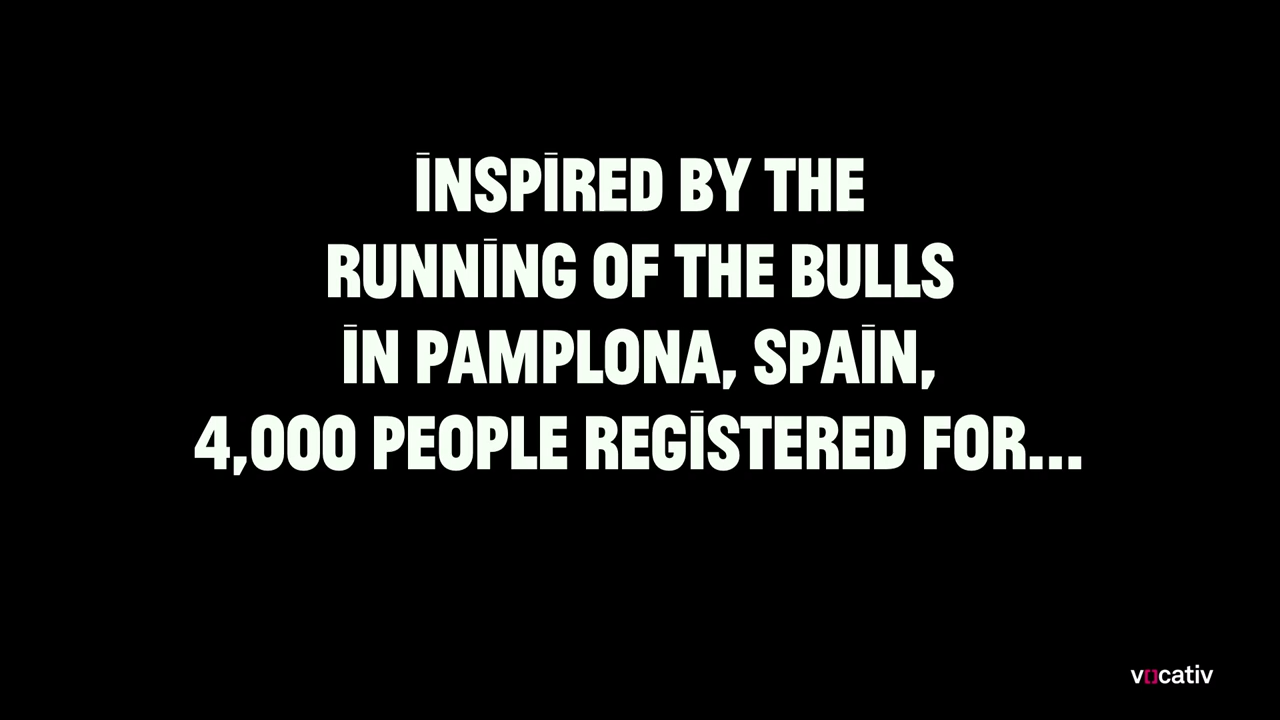 INSPIRED BY THE
RUNNING OF THE BULLS
IN PAMPLONA, SPAIN,
4,000 PEOPLE REGISTERED FOR...
vocativ